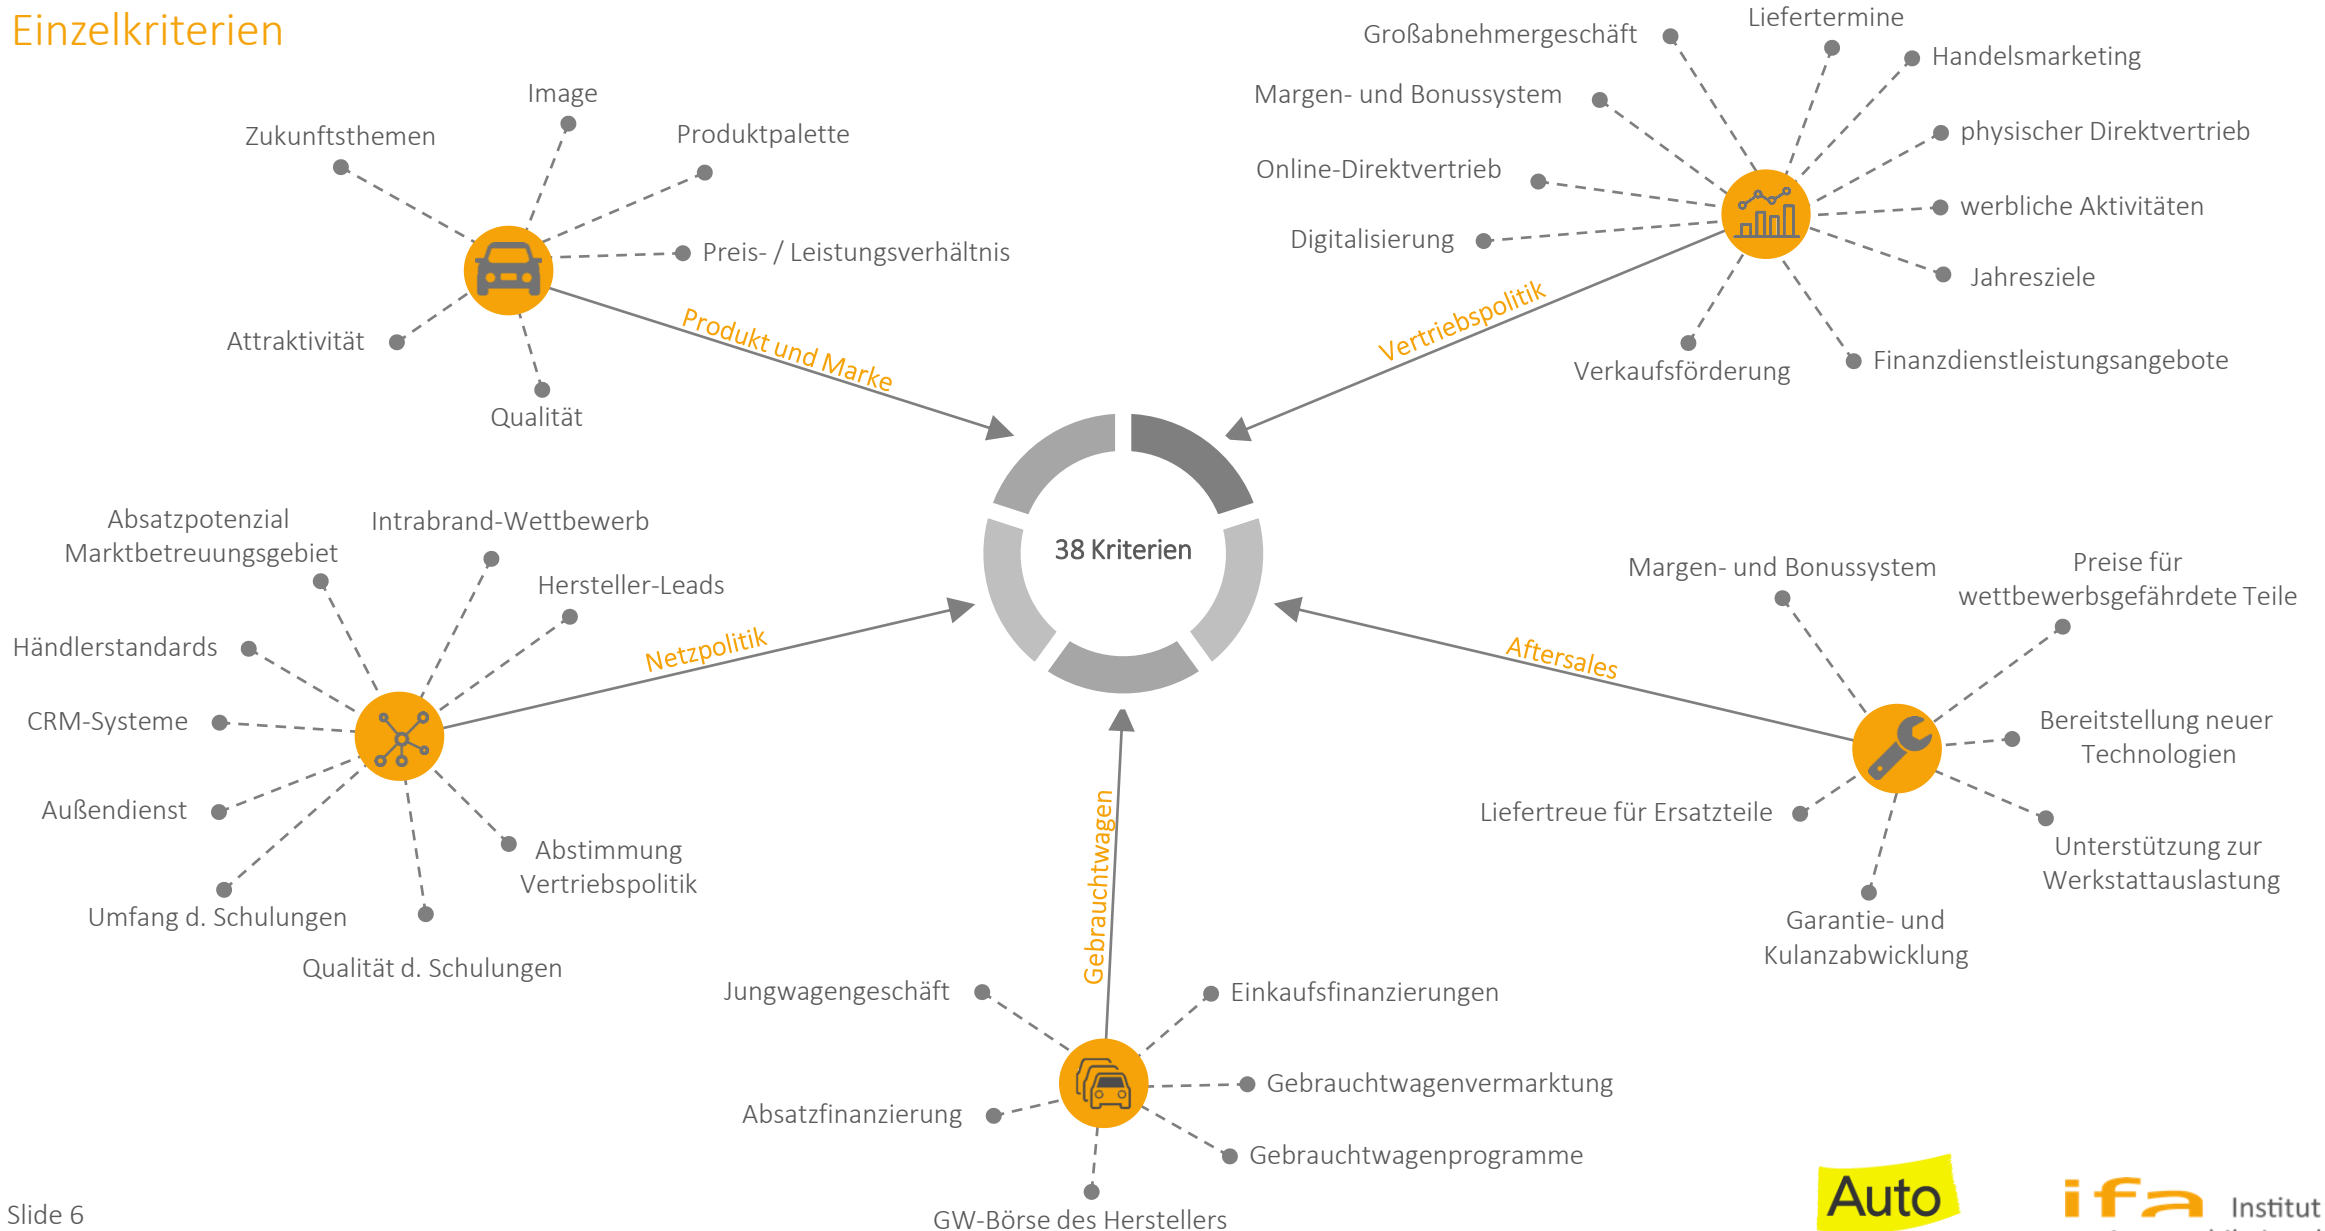 Einzelkriterien
Image
Zukunftsthemen
Produktpalette
Preis- / Leistungsverhältnis
Attraktivität
Qualität
Produkt und Marke
Liefertermine
Großabnehmergeschäft
Handelsmarketing
Margen- und Bonussystem
physischer Direktvertrieb
Online-Direktvertrieb
werbliche Aktivitäten
Digitalisierung
Jahresziele
Verkaufsförderung
Finanzdienstleistungsangebote
Vertriebspolitik
38 Kriterien
Absatzpotenzial
Marktbetreuungsgebiet
Intrabrand-Wettbewerb
Hersteller-Leads
Händlerstandards
CRM-Systeme
Außendienst
Umfang d. Schulungen
Qualität d. Schulungen
Abstimmung
Vertriebspolitik
Netzpolitik
Margen- und Bonussystem
Preise für
wettbewerbsgefährdete Teile
Bereitstellung neuer
Technologien
Liefertreue für Ersatzteile
Unterstützung zur
Werkstattauslastung
Garantie- und
Kulanzabwicklung
Aftersales
Gebrauchtwagen
Jungwagengeschäft
Einkaufsfinanzierungen
Gebrauchtwagenvermarktung
Absatzfinanzierung
Gebrauchtwagenprogramme
GW-Börse des Herstellers
Slide 6
Auto
ifa
Institut